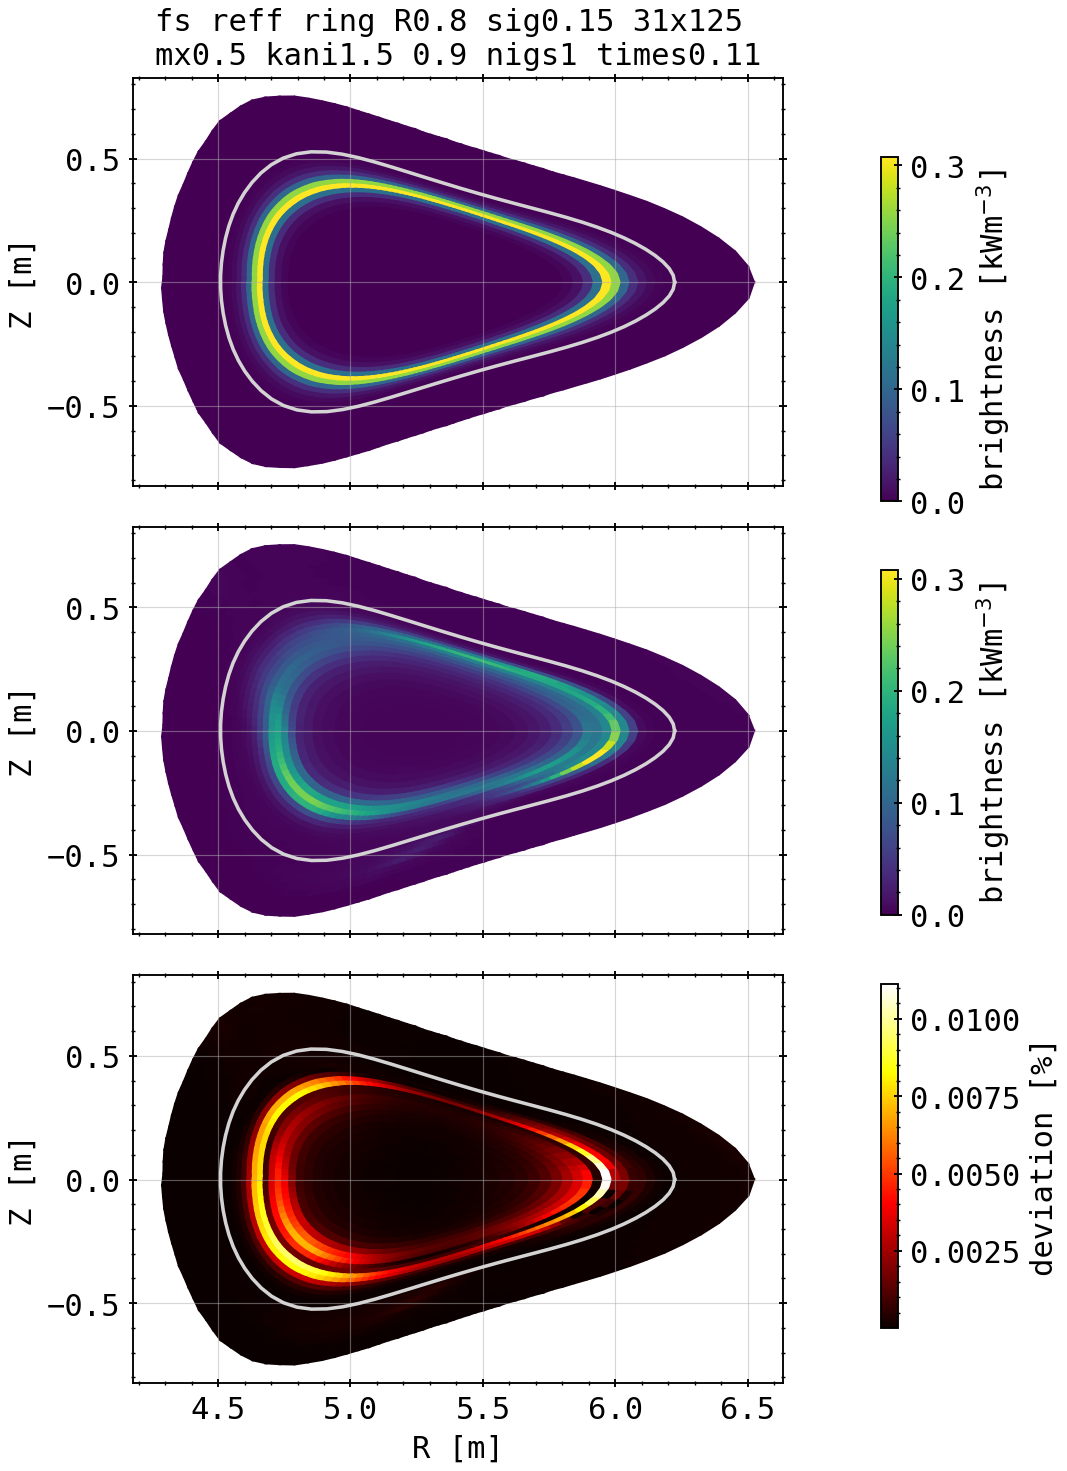 fs reff ring R0.8 sig0.15 31x125
mx0.5 kani1.5 0.9 nigs1 times0.11
0.5
0.0
−0.5
Z [m]
0.3
0.2
0.1
0.0
brightness [kWm⁻³]
0.5
0.0
−0.5
Z [m]
0.3
0.2
0.1
0.0
brightness [kWm⁻³]
0.5
0.0
−0.5
Z [m]
4.5 5.0 5.5 6.0 6.5
R [m]
0.0100
0.0075
0.0050
0.0025
deviation [%]